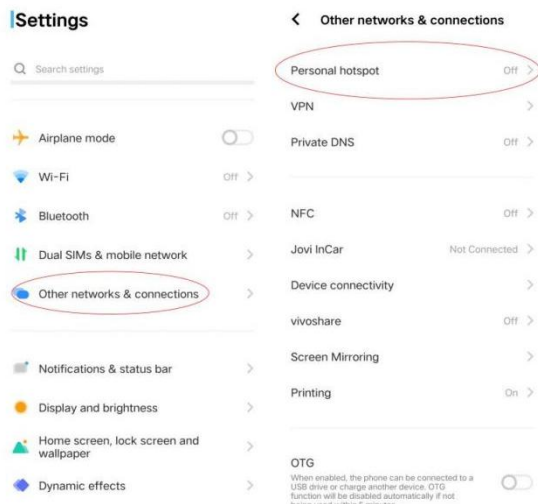 Settings
Search settings
Airplane mode
Wi-Fi Off
Bluetooth Off
Dual SIMs & mobile network
Other networks & connections
Notifications & status bar
Display and brightness
Home screen, lock screen and
wallpaper
Dynamic effects
Other networks & connections
Personal hotspot Off
VPN
Private DNS Off
NFC Off
Jovi InCar Not Connected
Device connectivity
vivoshare Off
Screen Mirroring
Printing On
OTG
When enabled, the phone can be connected to a
USB drive or charge another device. OTG
function will be disabled automatically if not